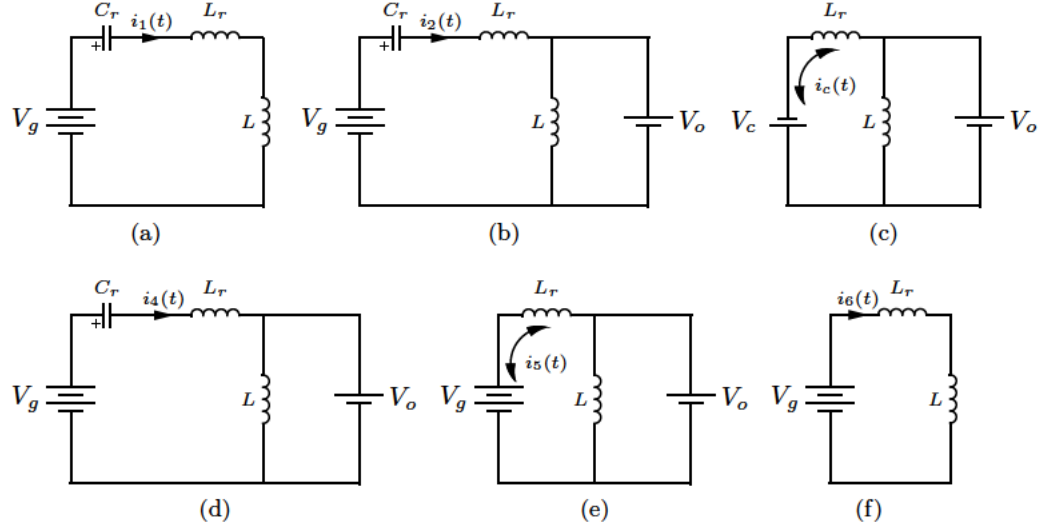 C_r i_1(t) L_r
V_g L
(a)
C_r i_2(t) L_r
V_g L V_o
(b)
L_r
i_c(t)
V_c L V_o
(c)
C_r i_4(t) L_r
V_g L V_o
(d)
L_r
i_5(t)
V_g L V_o
(e)
i_6(t) L_r
V_g L
(f)